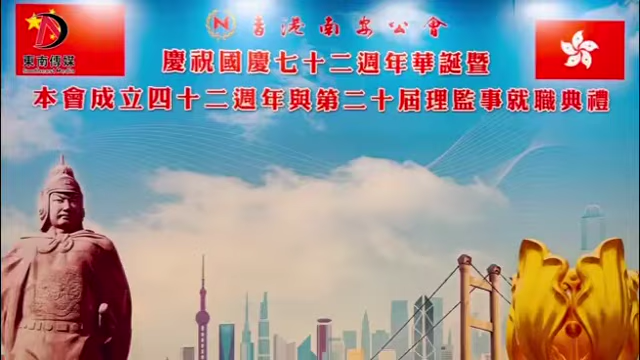 香港南安公會
東南傳媒
Southeast Media
慶祝國慶七十二週年華誕暨
本會成立四十二週年與第二十屆理監事就職典禮